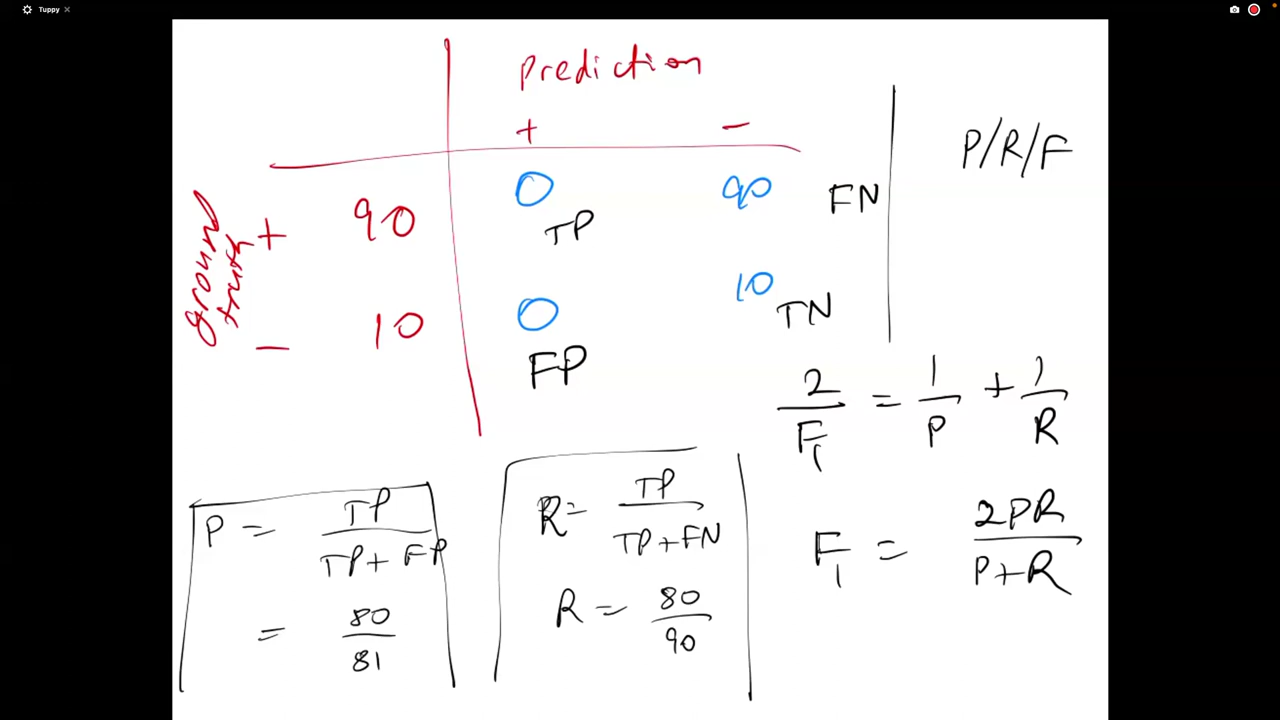 Tuppy
prediction
+ −
P/R/F
ground truth
+ 90 0 TP 90 FN
− 10 0 FP 10 TN
2/F₁ = 1/P + 1/R
P = TP/(TP + FP)
= 80/81
R = TP/(TP + FN)
R = 80/90
F₁ = 2PR/(P+R)